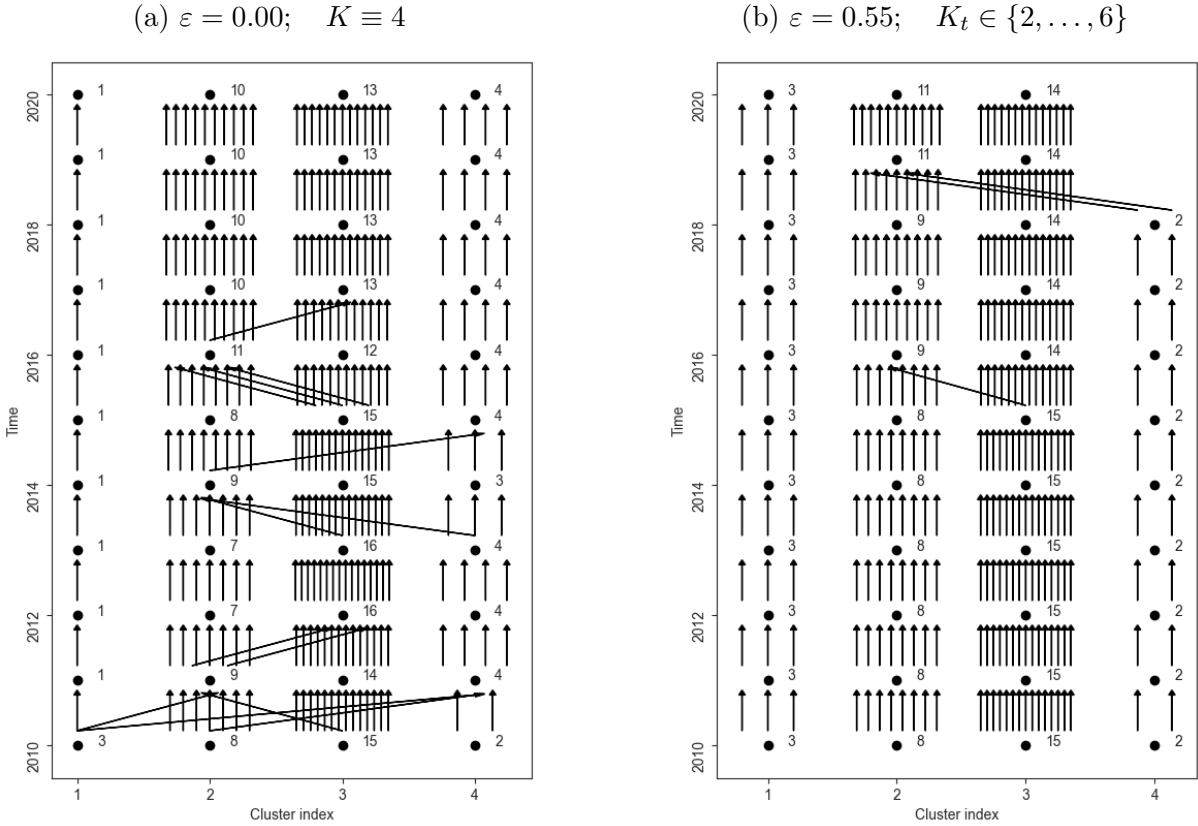 (a) ε = 0.00; K ≡ 4
2020
1 10 13 4
1 10 13 4
2018
1 10 13 4
1 10 13 4
2016
1 11 12 4
1 8 15 4
2014
1 9 15 3
1 7 16 4
2012
1 7 16 4
1 9 14 4
2010
3 8 15 2
Time
1 2 3 4
Cluster index
(b) ε = 0.55; K_t ∈ {2, . . . , 6}
2020
3 11 14
3 11 14
2018
3 9 14 2
3 9 14 2
2016
3 9 14 2
3 8 15 2
2014
3 8 15 2
3 8 15 2
2012
3 8 15 2
3 8 15 2
2010
3 8 15 2
Time
1 2 3 4
Cluster index